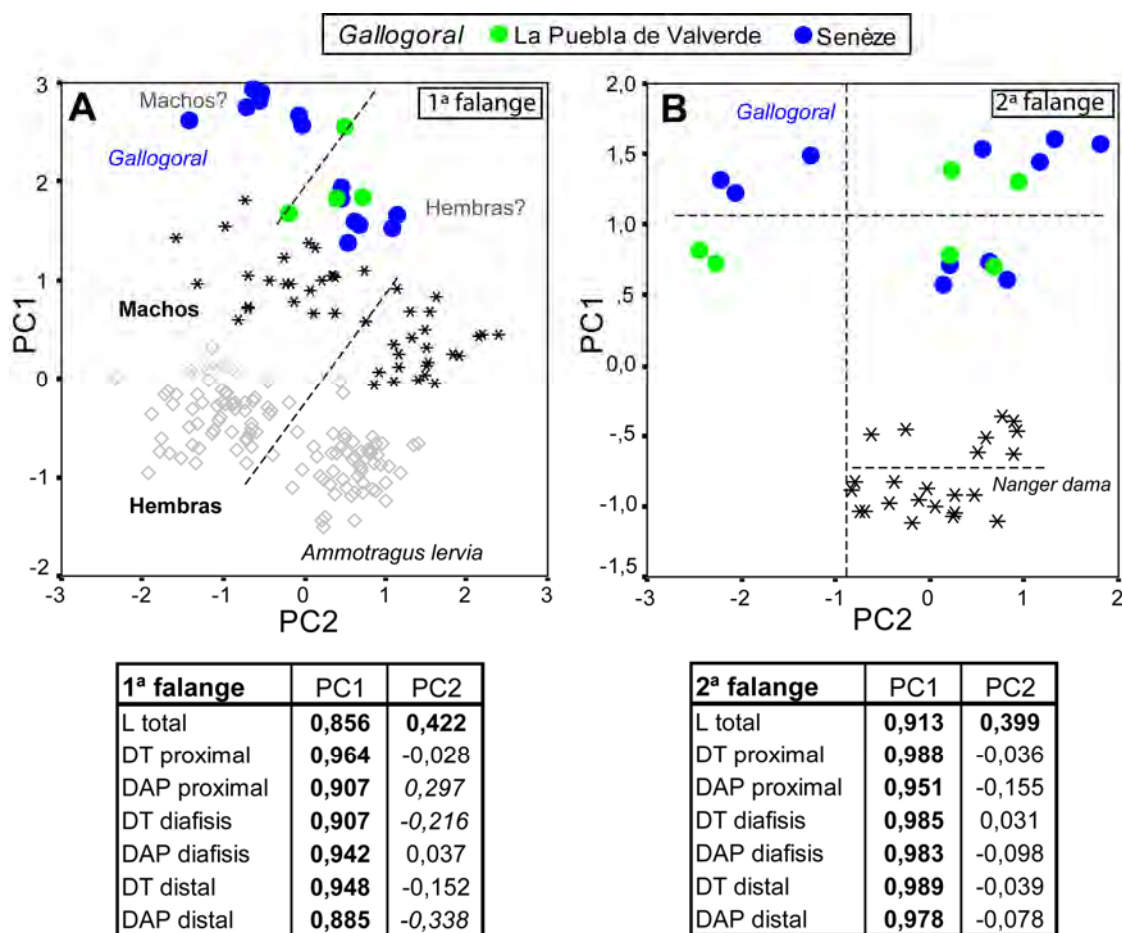 Gallogoral La Puebla de Valverde Senèze
A
Machos?
1ª falange
Gallogoral
Hembras?
Machos
Hembras
Ammotragus lervia
3
2
1
0
-1
-2
PC1
-3 -2 -1 0 1 2 3
PC2
B
Gallogoral
2ª falange
Nanger dama
2,0
1,5
1,0
,5
0,0
-,5
-1,0
-1,5
PC1
-3 -2 -1 0 1 2
PC2
1ª falange PC1 PC2
L total 0,856 0,422
DT proximal 0,964 -0,028
DAP proximal 0,907 0,297
DT diafisis 0,907 -0,216
DAP diafisis 0,942 0,037
DT distal 0,948 -0,152
DAP distal 0,885 -0,338
2ª falange PC1 PC2
L total 0,913 0,399
DT proximal 0,988 -0,036
DAP proximal 0,951 -0,155
DT diafisis 0,985 0,031
DAP diafisis 0,983 -0,098
DT distal 0,989 -0,039
DAP distal 0,978 -0,078